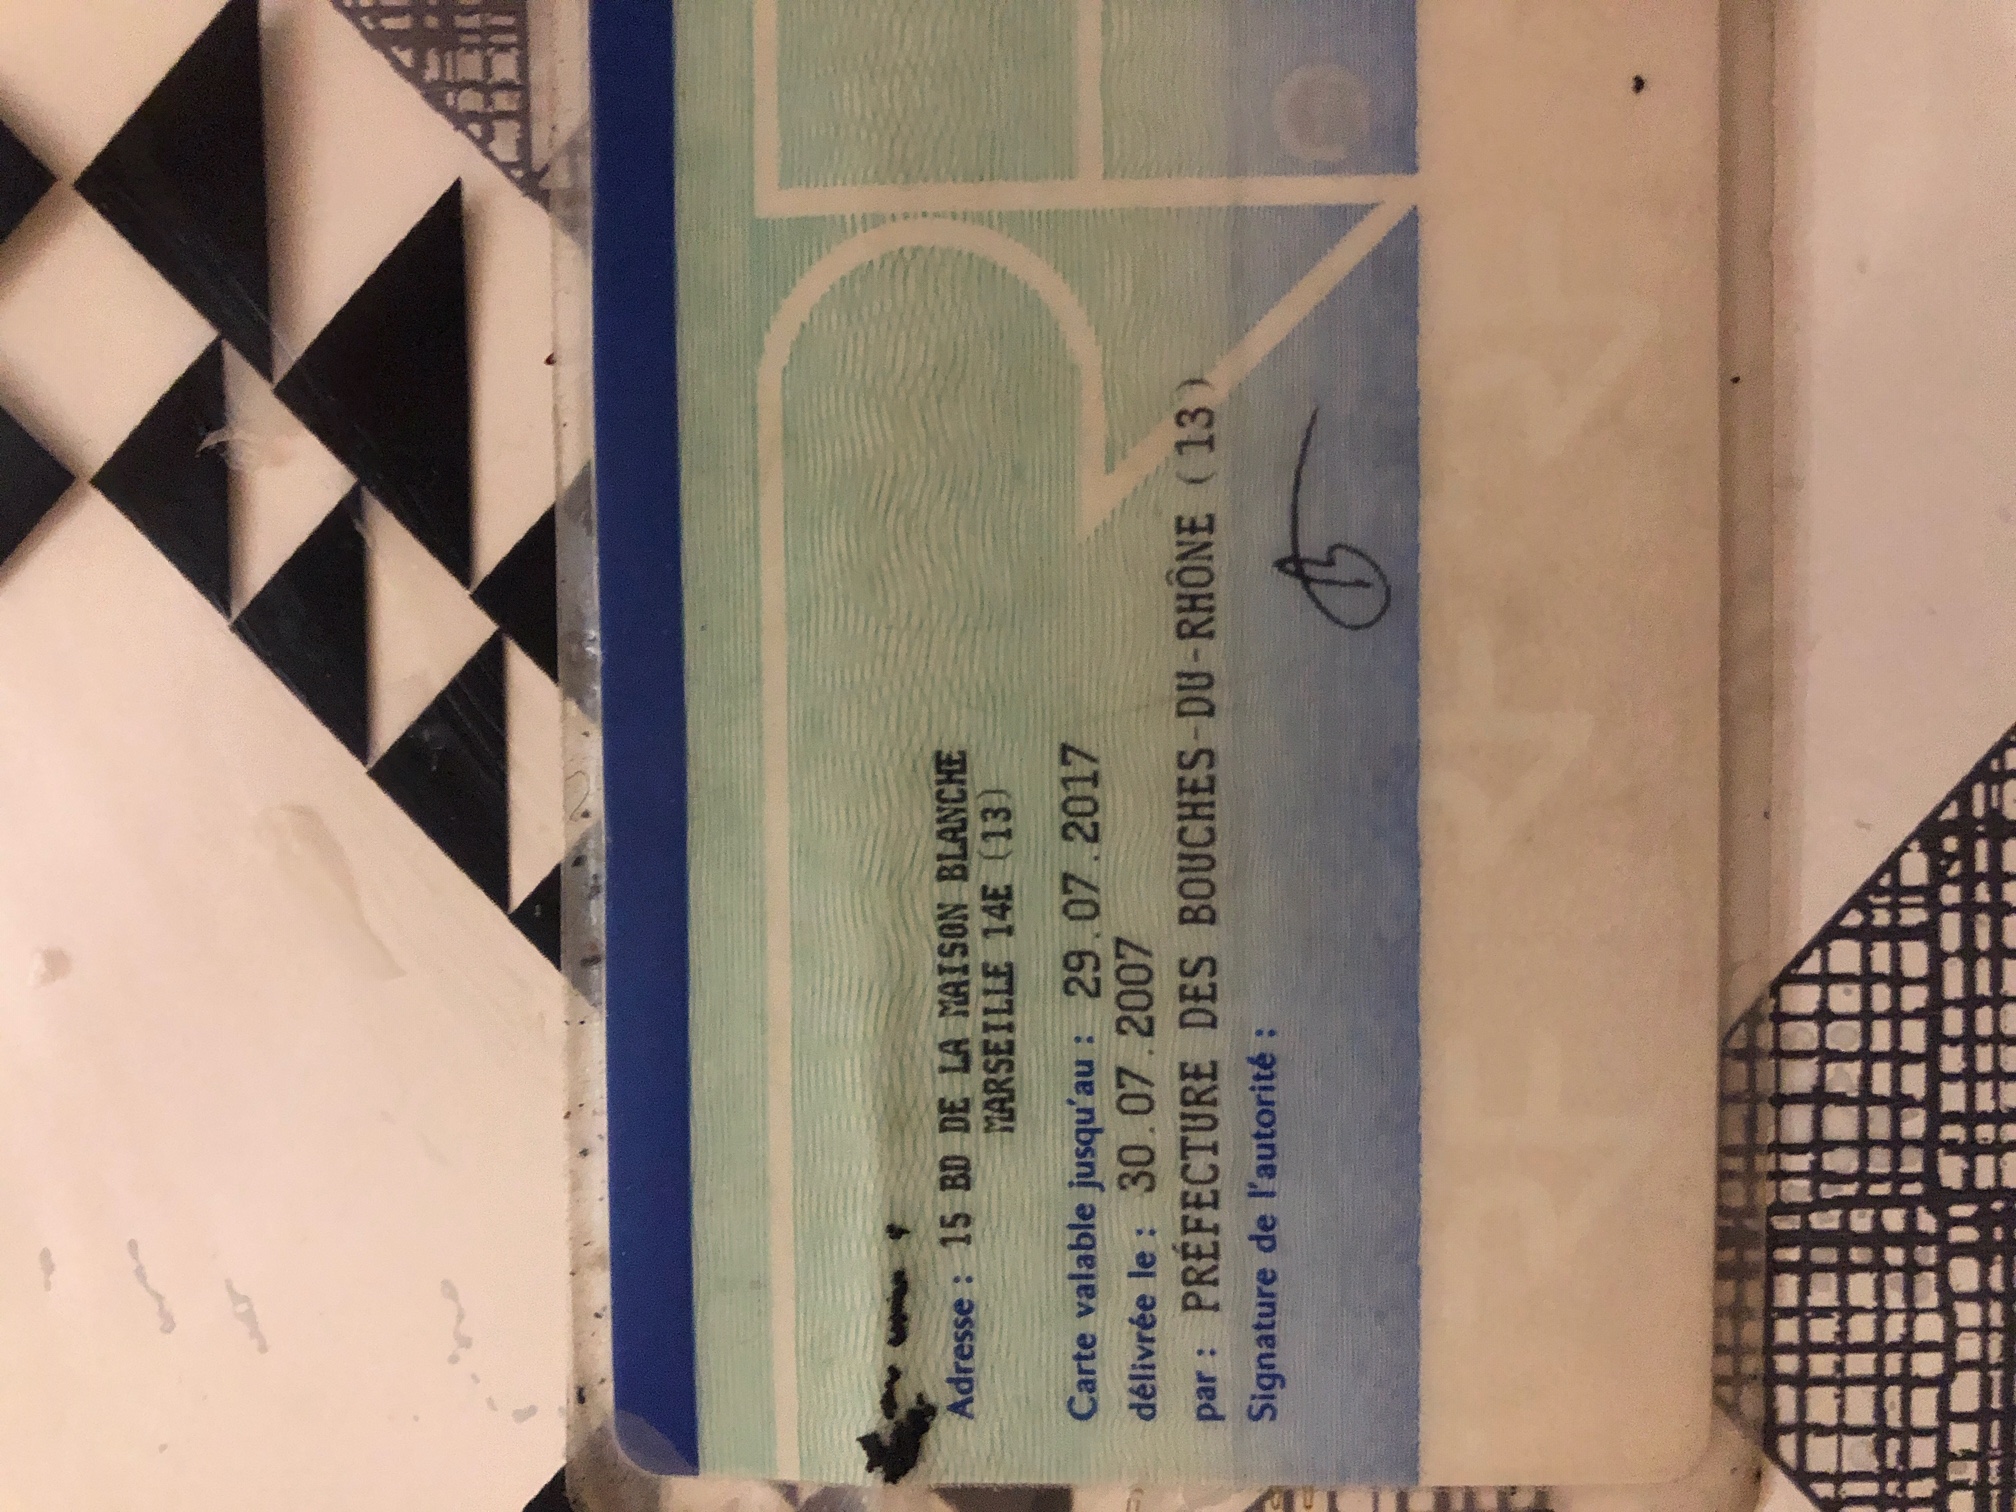 Adresse : 15 BD DE LA MAISON BLANCHE
MARSEILLE 14E (13)
Carte valable jusqu'au : 29.07.2017
délivrée le : 30.07.2007
par : PRÉFECTURE DES BOUCHES-DU-RHÔNE (13)
Signature de l'autorité :